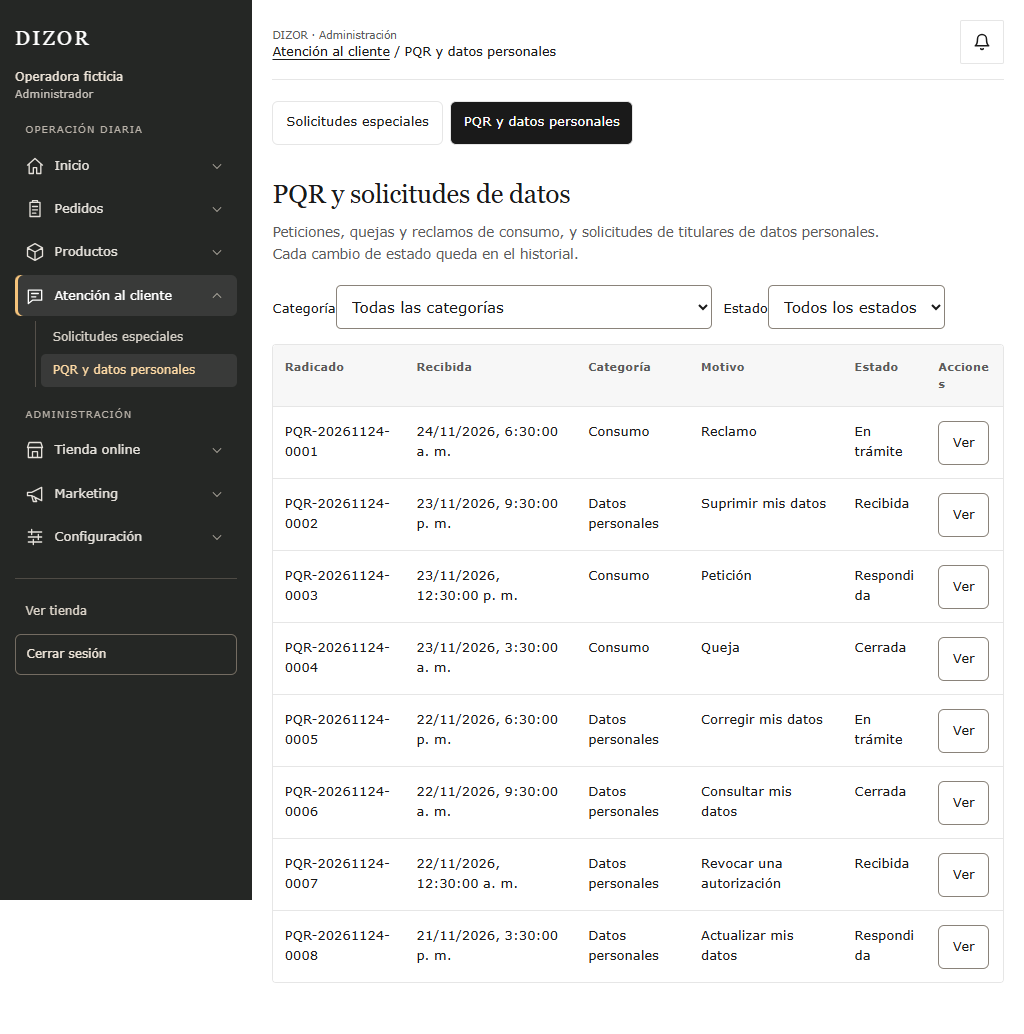 DIZOR
Operadora ficticia
Administrador
OPERACIÓN DIARIA
Inicio
Pedidos
Productos
Atención al cliente
Solicitudes especiales
PQR y datos personales
ADMINISTRACIÓN
Tienda online
Marketing
Configuración
Ver tienda
Cerrar sesión
DIZOR · Administración
Atención al cliente / PQR y datos personales
Solicitudes especiales PQR y datos personales
PQR y solicitudes de datos
Peticiones, quejas y reclamos de consumo, y solicitudes de titulares de datos personales.
Cada cambio de estado queda en el historial.
Categoría Todas las categorías Estado Todos los estados
Radicado Recibida Categoría Motivo Estado Accione
s
PQR-20261124- 24/11/2026, 6:30:00 Consumo Reclamo En Ver
0001 a. m. trámite
PQR-20261124- 23/11/2026, 9:30:00 Datos Suprimir mis datos Recibida Ver
0002 p. m. personales
PQR-20261124- 23/11/2026, Consumo Petición Respondi Ver
0003 12:30:00 p. m. da
PQR-20261124- 23/11/2026, 3:30:00 Consumo Queja Cerrada Ver
0004 a. m.
PQR-20261124- 22/11/2026, 6:30:00 Datos Corregir mis datos En Ver
0005 p. m. personales trámite
PQR-20261124- 22/11/2026, 9:30:00 Datos Consultar mis Cerrada Ver
0006 a. m. personales datos
PQR-20261124- 22/11/2026, Datos Revocar una Recibida Ver
0007 12:30:00 a. m. personales autorización
PQR-20261124- 21/11/2026, 3:30:00 Datos Actualizar mis Respondi Ver
0008 p. m. personales datos da